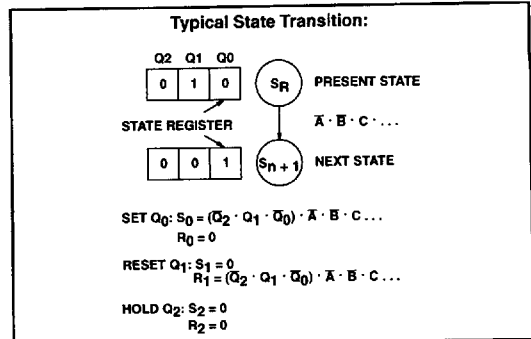 Typical State Transition:
Q2 Q1 Q0
0 1 0
S_R
PRESENT STATE
STATE REGISTER
A̅ · B̅ · C · . . .
0 0 1
S_{n + 1}
NEXT STATE
SET Q₀: S₀ = (Q̅₂ · Q₁ · Q̅₀) · A̅ · B̅ · C . . .
R₀ = 0
RESET Q₁: S₁ = 0
R₁ = (Q̅₂ · Q₁ · Q̅₀) · A̅ · B̅ · C . . .
HOLD Q₂: S₂ = 0
R₂ = 0